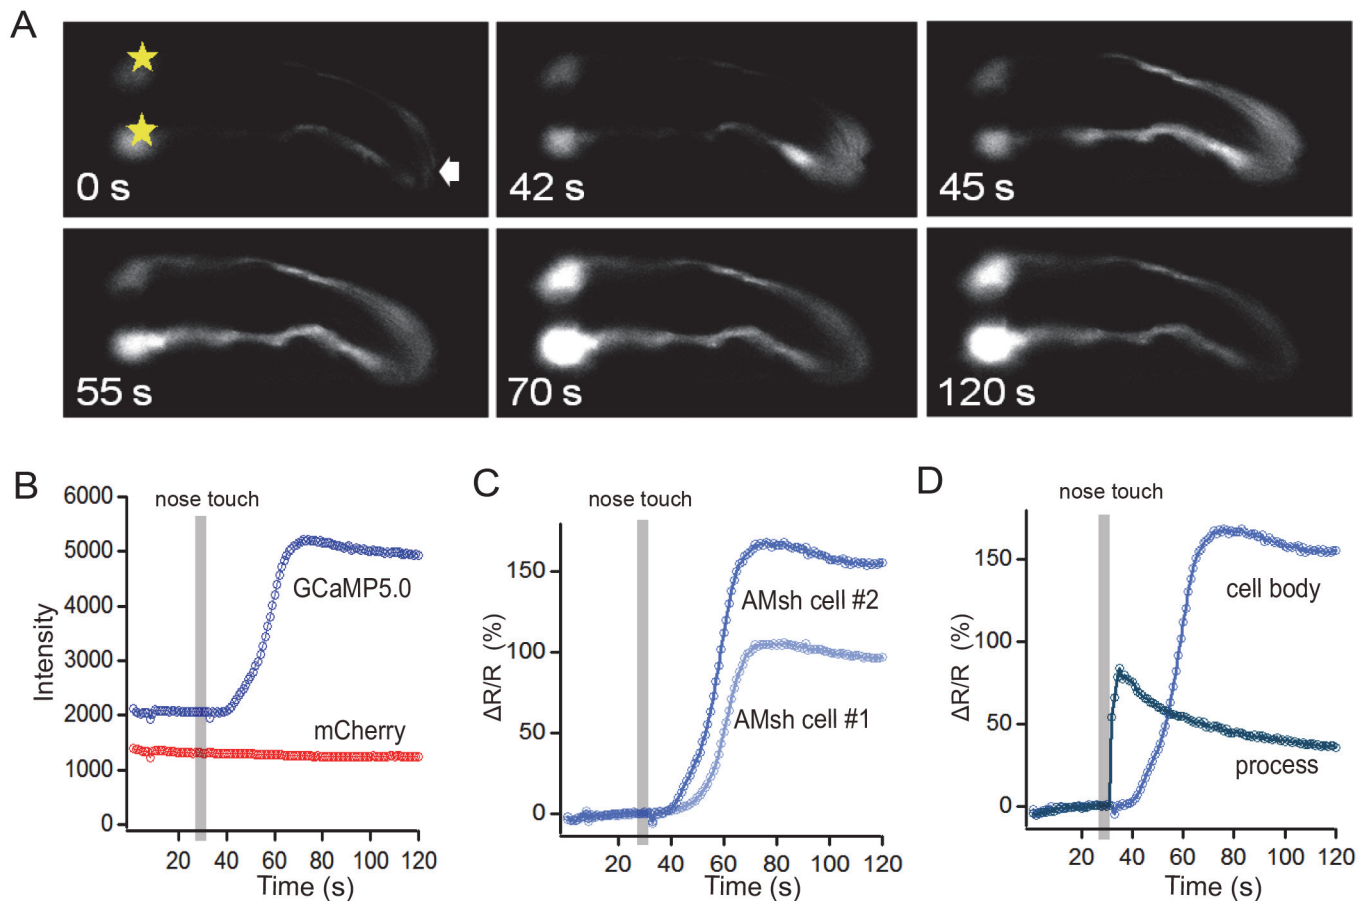 A
0 s
42 s
45 s
55 s
70 s
120 s
B
6000
5000
4000
3000
2000
1000
0
Intensity
nose touch
GCaMP5.0
mCherry
20 40 60 80 100 120
Time (s)
C
nose touch
150
100
50
0
ΔR/R (%)
AMsh cell #2
AMsh cell #1
20 40 60 80 100 120
Time (s)
D
nose touch
150
100
50
0
ΔR/R (%)
cell body
process
20 40 60 80 100 120
Time (s)